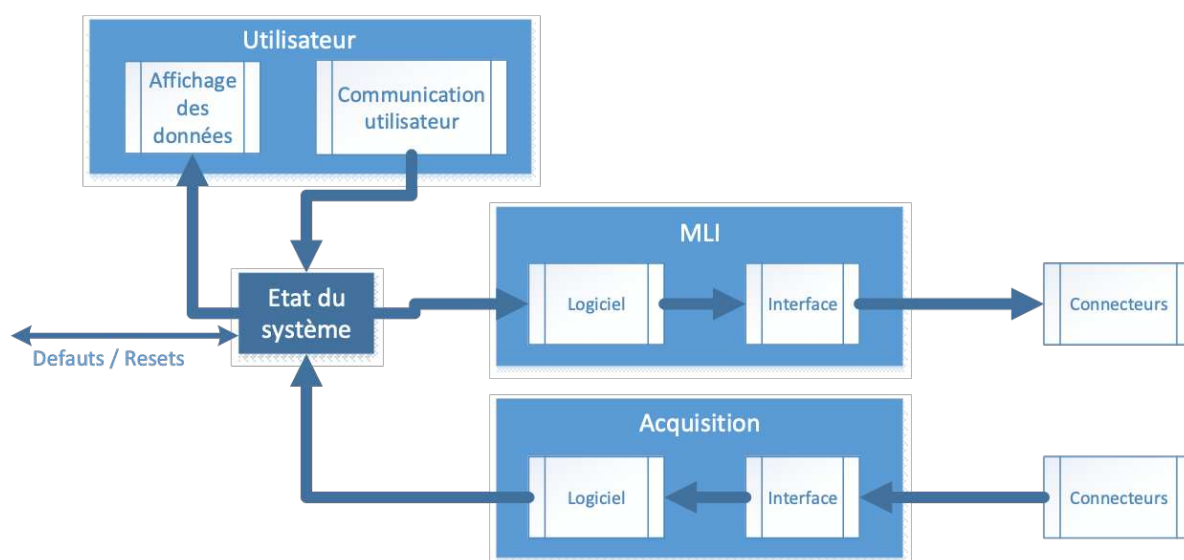 Utilisateur
Affichage
des
données
Communication
utilisateur
MLI
Etat du
système
Logiciel
Interface
Connecteurs
Defauts / Resets
Acquisition
Logiciel
Interface
Connecteurs